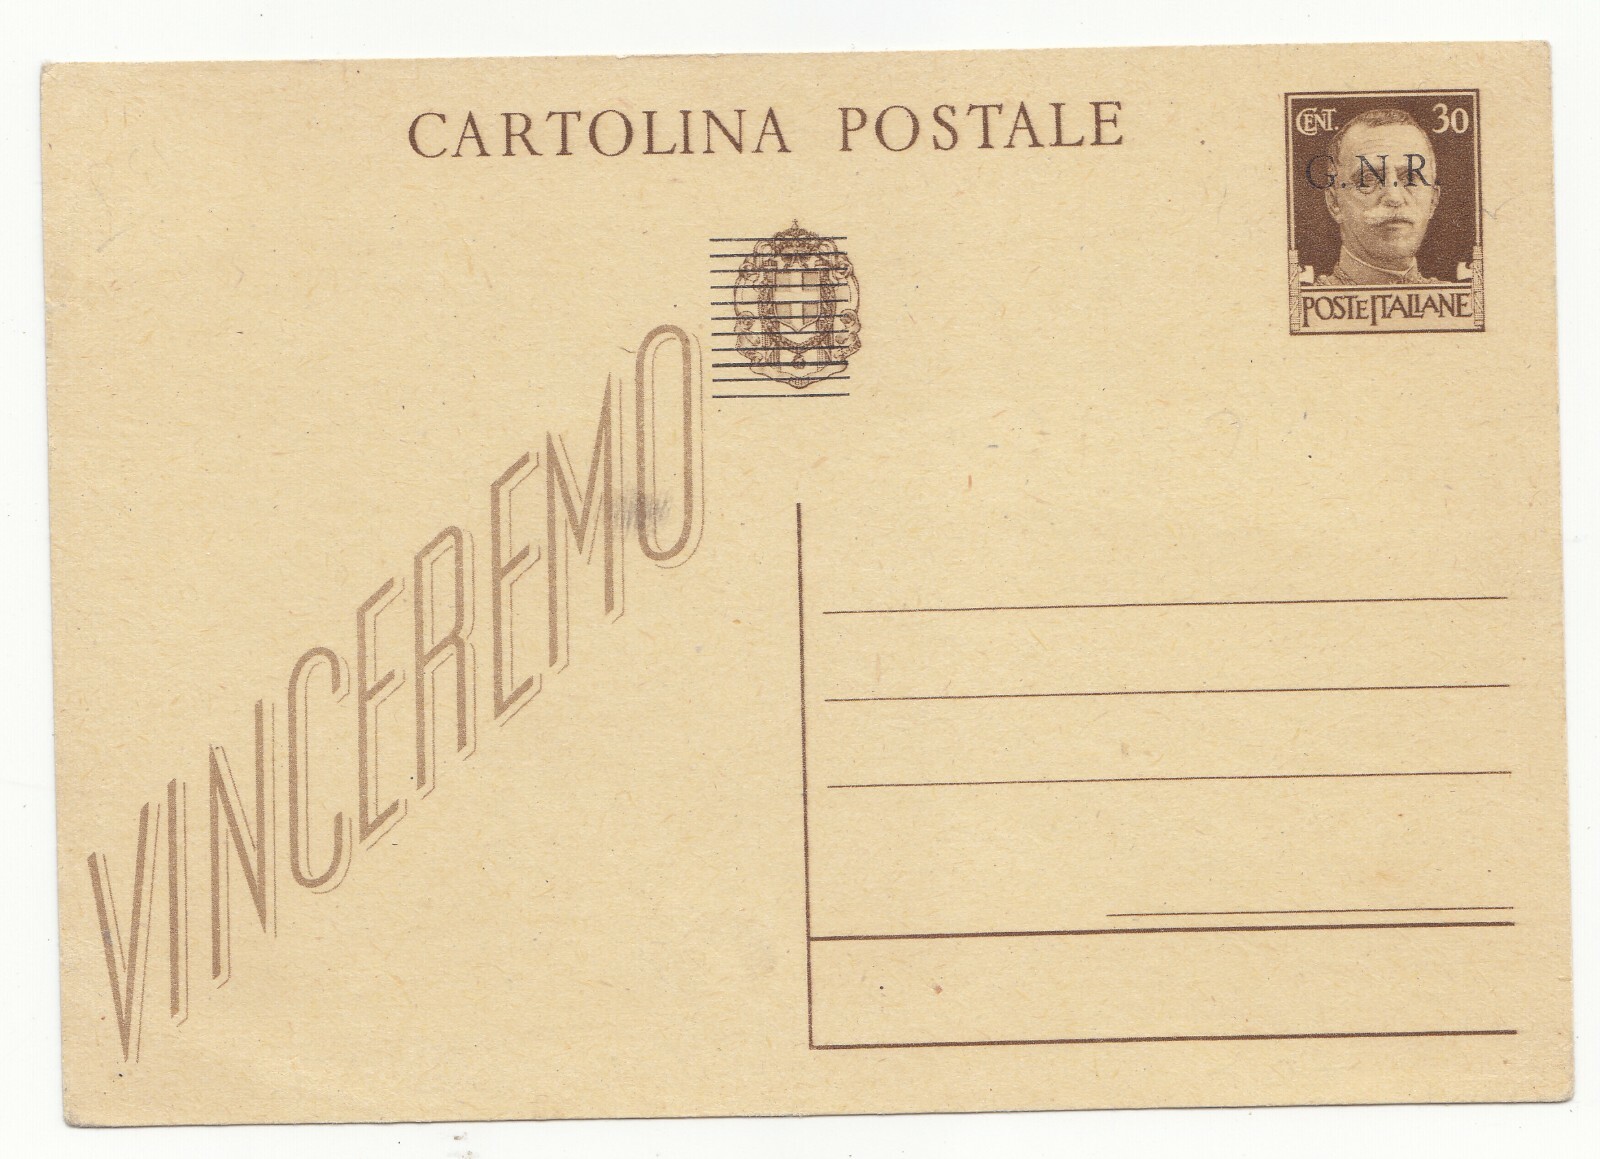 CARTOLINA POSTALE
CENT. 30
G.N.R.
POSTE ITALIANE
VINCEREMO